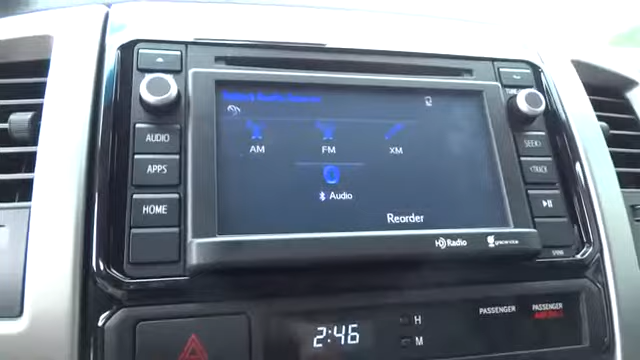 AUDIO
APPS
HOME
AM
FM
XM
Audio
Reorder
HD Radio
gracenote
TUNE
SEEK>
<TRACK
2:46
H
M
PASSENGER
PASSENGER